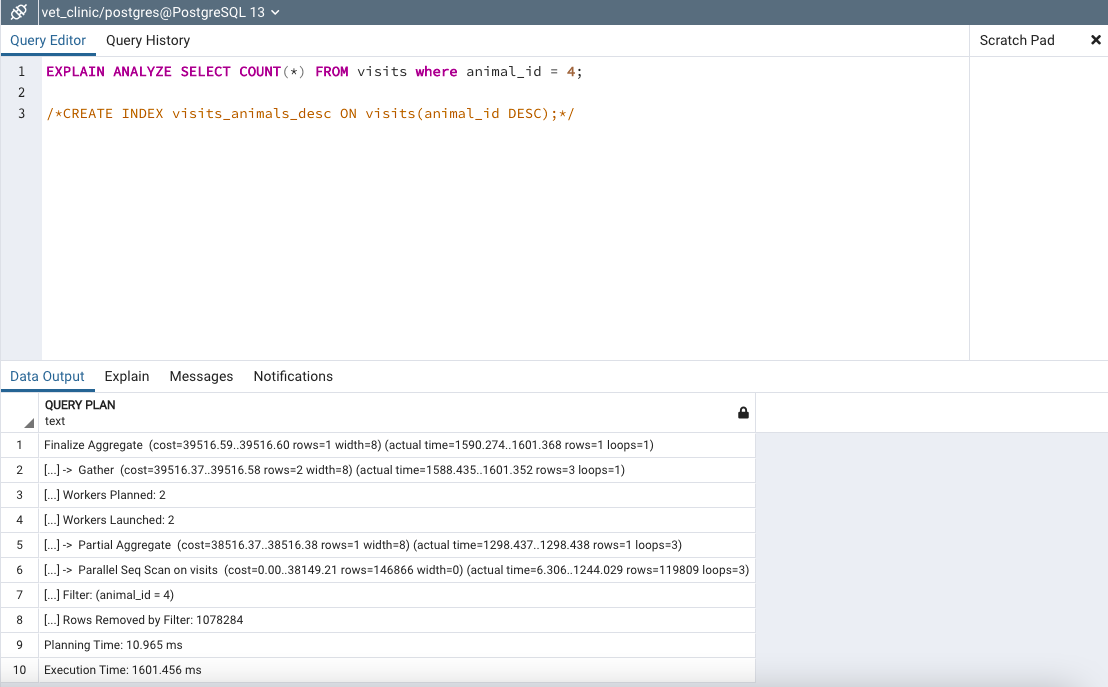 vet_clinic/postgres@PostgreSQL 13
Query Editor Query History Scratch Pad ×
1 EXPLAIN ANALYZE SELECT COUNT(*) FROM visits where animal_id = 4;
2
3 /*CREATE INDEX visits_animals_desc ON visits(animal_id DESC);*/
Data Output Explain Messages Notifications
QUERY PLAN
text
1 Finalize Aggregate (cost=39516.59..39516.60 rows=1 width=8) (actual time=1590.274..1601.368 rows=1 loops=1)
2 [...] -> Gather (cost=39516.37..39516.58 rows=2 width=8) (actual time=1588.435..1601.352 rows=3 loops=1)
3 [...] Workers Planned: 2
4 [...] Workers Launched: 2
5 [...] -> Partial Aggregate (cost=38516.37..38516.38 rows=1 width=8) (actual time=1298.437..1298.438 rows=1 loops=3)
6 [...] -> Parallel Seq Scan on visits (cost=0.00..38149.21 rows=146866 width=0) (actual time=6.306..1244.029 rows=119809 loops=3)
7 [...] Filter: (animal_id = 4)
8 [...] Rows Removed by Filter: 1078284
9 Planning Time: 10.965 ms
10 Execution Time: 1601.456 ms